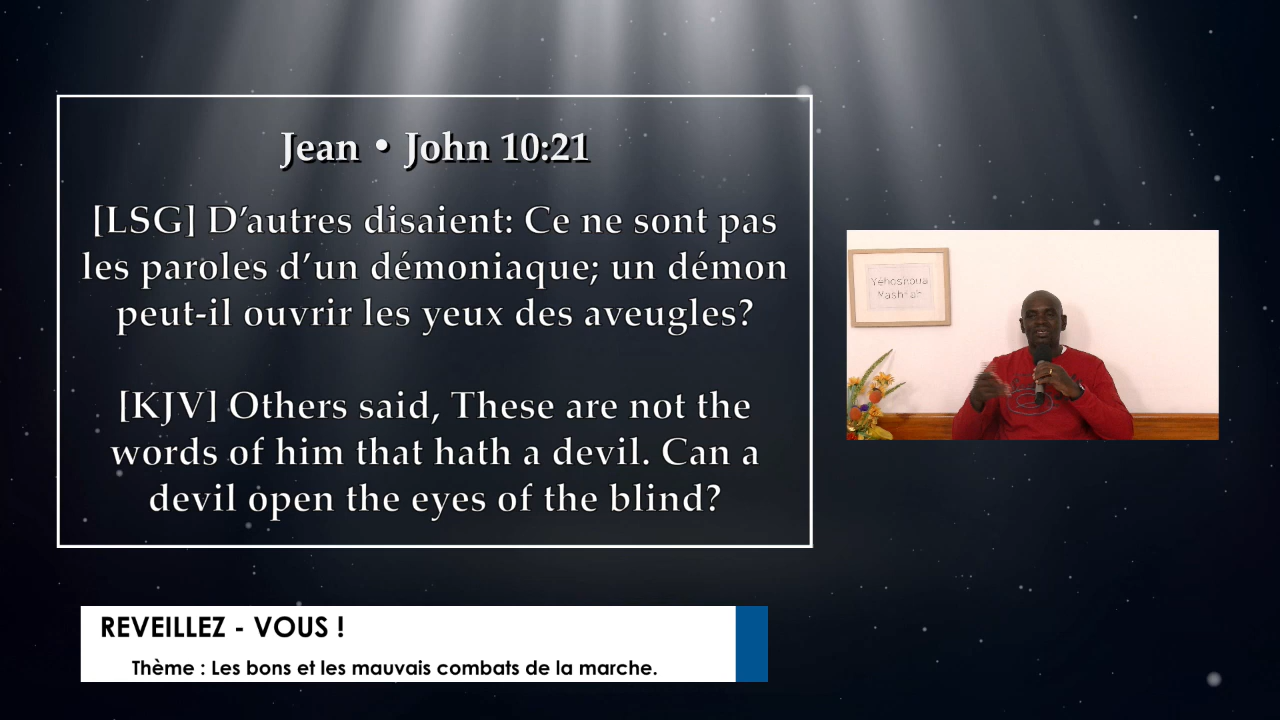 Jean • John 10:21
[LSG] D’autres disaient: Ce ne sont pas
les paroles d’un démoniaque; un démon
peut-il ouvrir les yeux des aveugles?
[KJV] Others said, These are not the
words of him that hath a devil. Can a
devil open the eyes of the blind?
Yehoshoua
Mashiah
REVEILLEZ - VOUS !
Thème : Les bons et les mauvais combats de la marche.